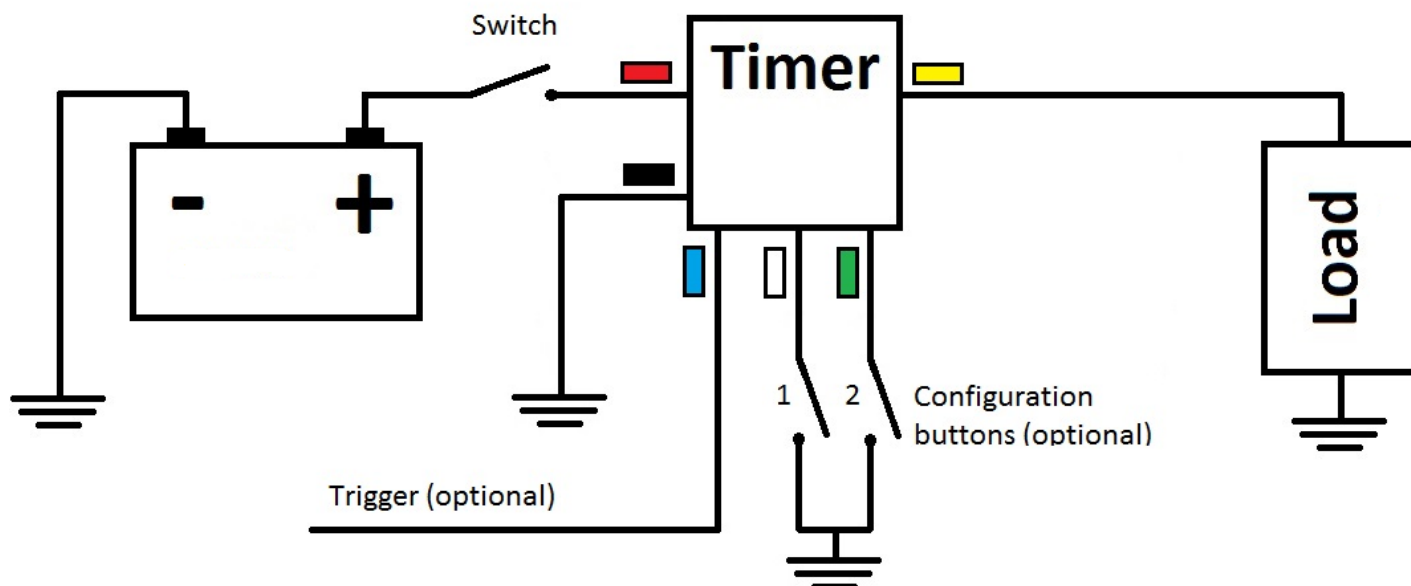 Switch
Timer
-
+
Load
1
2
Configuration
buttons (optional)
Trigger (optional)